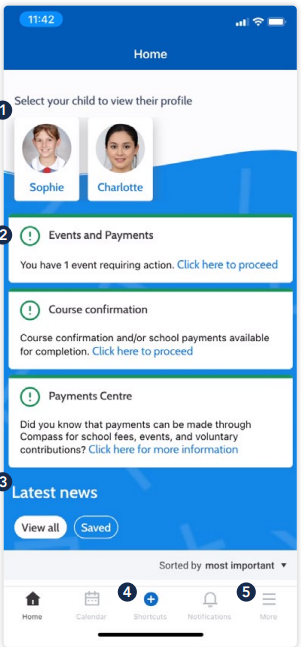 11:42
Home
1
Select your child to view their profile
Sophie
Charlotte
2
Events and Payments
You have 1 event requiring action. Click here to proceed
Course confirmation
Course confirmation and/or school payments available
for completion. Click here to proceed
Payments Centre
Did you know that payments can be made through
Compass for school fees, events, and voluntary
contributions? Click here for more information
3
Latest news
View all
Saved
Sorted by most important
4
5
Home
Calendar
Shortcuts
Notifications
More